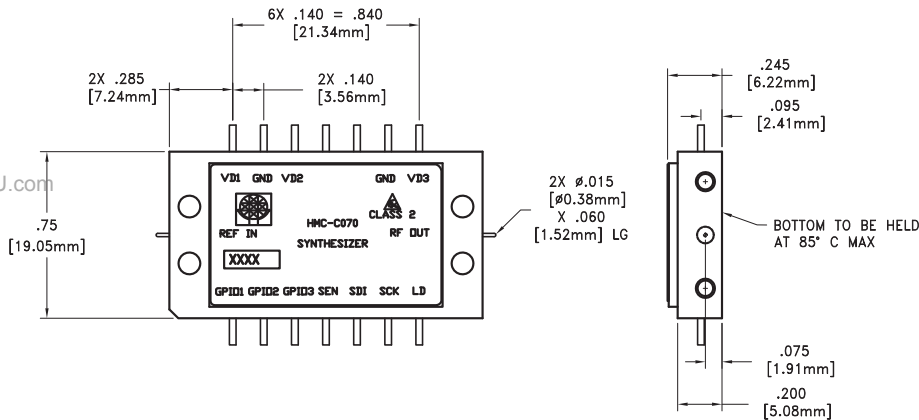 6X .140 = .840
[21.34mm]
2X .285
[7.24mm]
2X .140
[3.56mm]
.245
[6.22mm]
.095
[2.41mm]
U.com
VD1 GND VD2 GND VD3
CLASS 2
HMC-C070
REF IN
RF OUT
SYNTHESIZER
XXXX
GPIO1 GPIO2 GPIO3 SEN SDI SCK LD
.75
[19.05mm]
2X ø.015
[ø0.38mm]
X .060
[1.52mm] LG
BOTTOM TO BE HELD
AT 85° C MAX
.075
[1.91mm]
.200
[5.08mm]